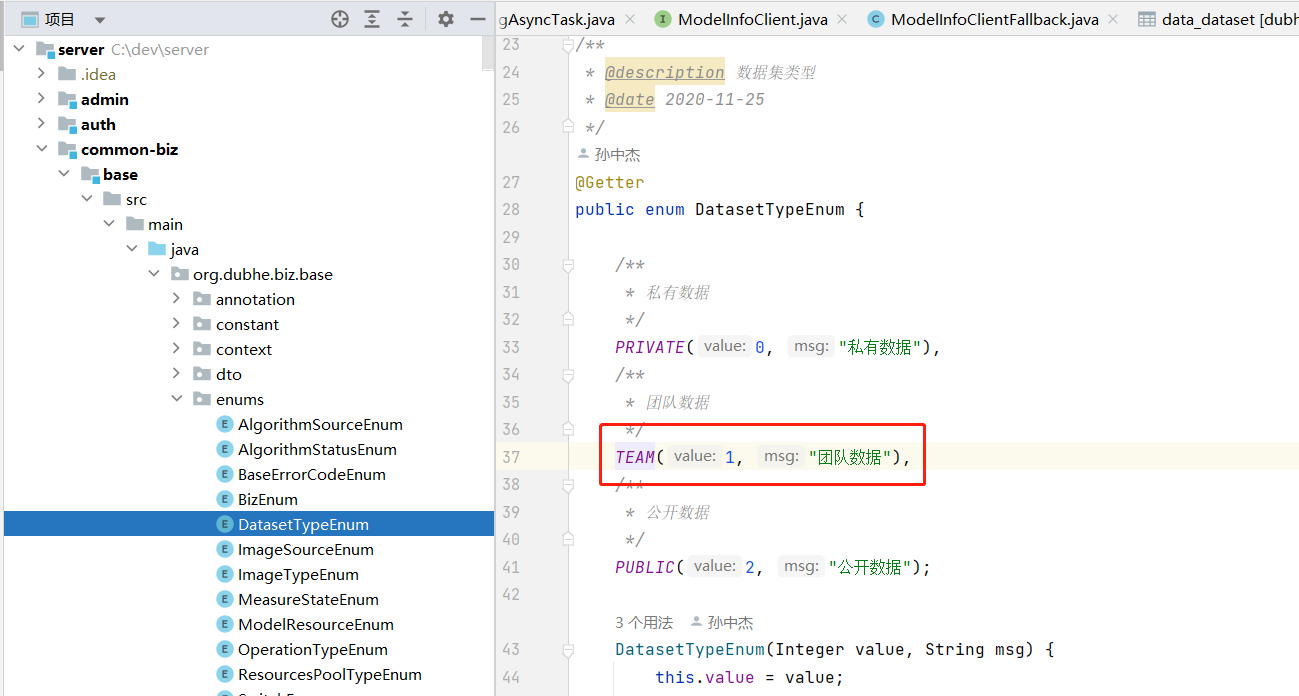 项目
server C:\dev\server
.idea
admin
auth
common-biz
base
src
main
java
org.dubhe.biz.base
annotation
constant
context
dto
enums
AlgorithmSourceEnum
AlgorithmStatusEnum
BaseErrorCodeEnum
BizEnum
DatasetTypeEnum
ImageSourceEnum
ImageTypeEnum
MeasureStateEnum
ModelResourceEnum
OperationTypeEnum
ResourcesPoolTypeEnum
gAsyncTask.java ModelInfoClient.java ModelInfoClientFallback.java data_dataset [dubh
23 /**
24 * @description 数据集类型
25 * @date 2020-11-25
26 */
孙中杰
27 @Getter
28 public enum DatasetTypeEnum {
29
30 /**
31 * 私有数据
32 */
33 PRIVATE( value: 0, msg: "私有数据"),
34 /**
35 * 团队数据
36 */
37 TEAM( value: 1, msg: "团队数据"),
38 /**
39 * 公开数据
40 */
41 PUBLIC( value: 2, msg: "公开数据");
42
3 个用法 孙中杰
43 DatasetTypeEnum(Integer value, String msg) {
44 this.value = value;